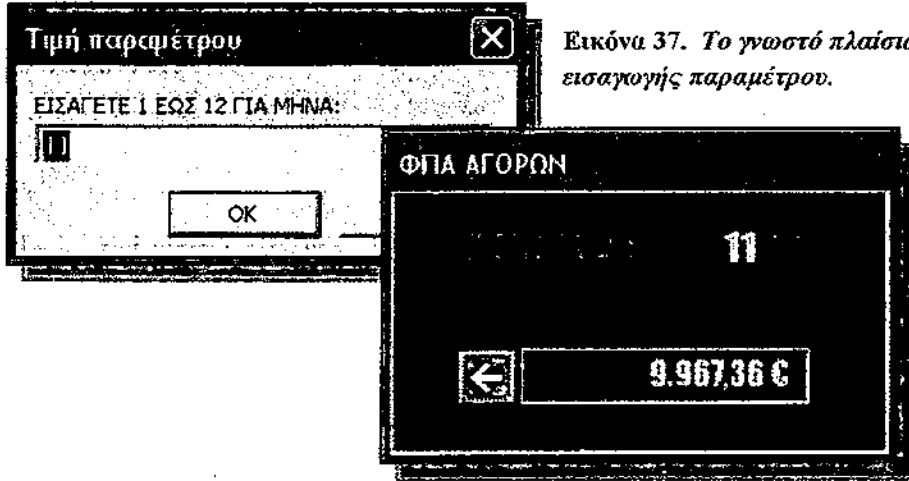 Τιμή παραμέτρου
Εικόνα 37. Το γνωστό πλαίσιο
εισαγωγής παραμέτρου.
ΕΙΣΑΓΕΤΕ 1 ΕΩΣ 12 ΓΙΑ ΜΗΝΑ:
11
OK
ΦΠΑ ΑΓΟΡΩΝ
11
9.967,36 €